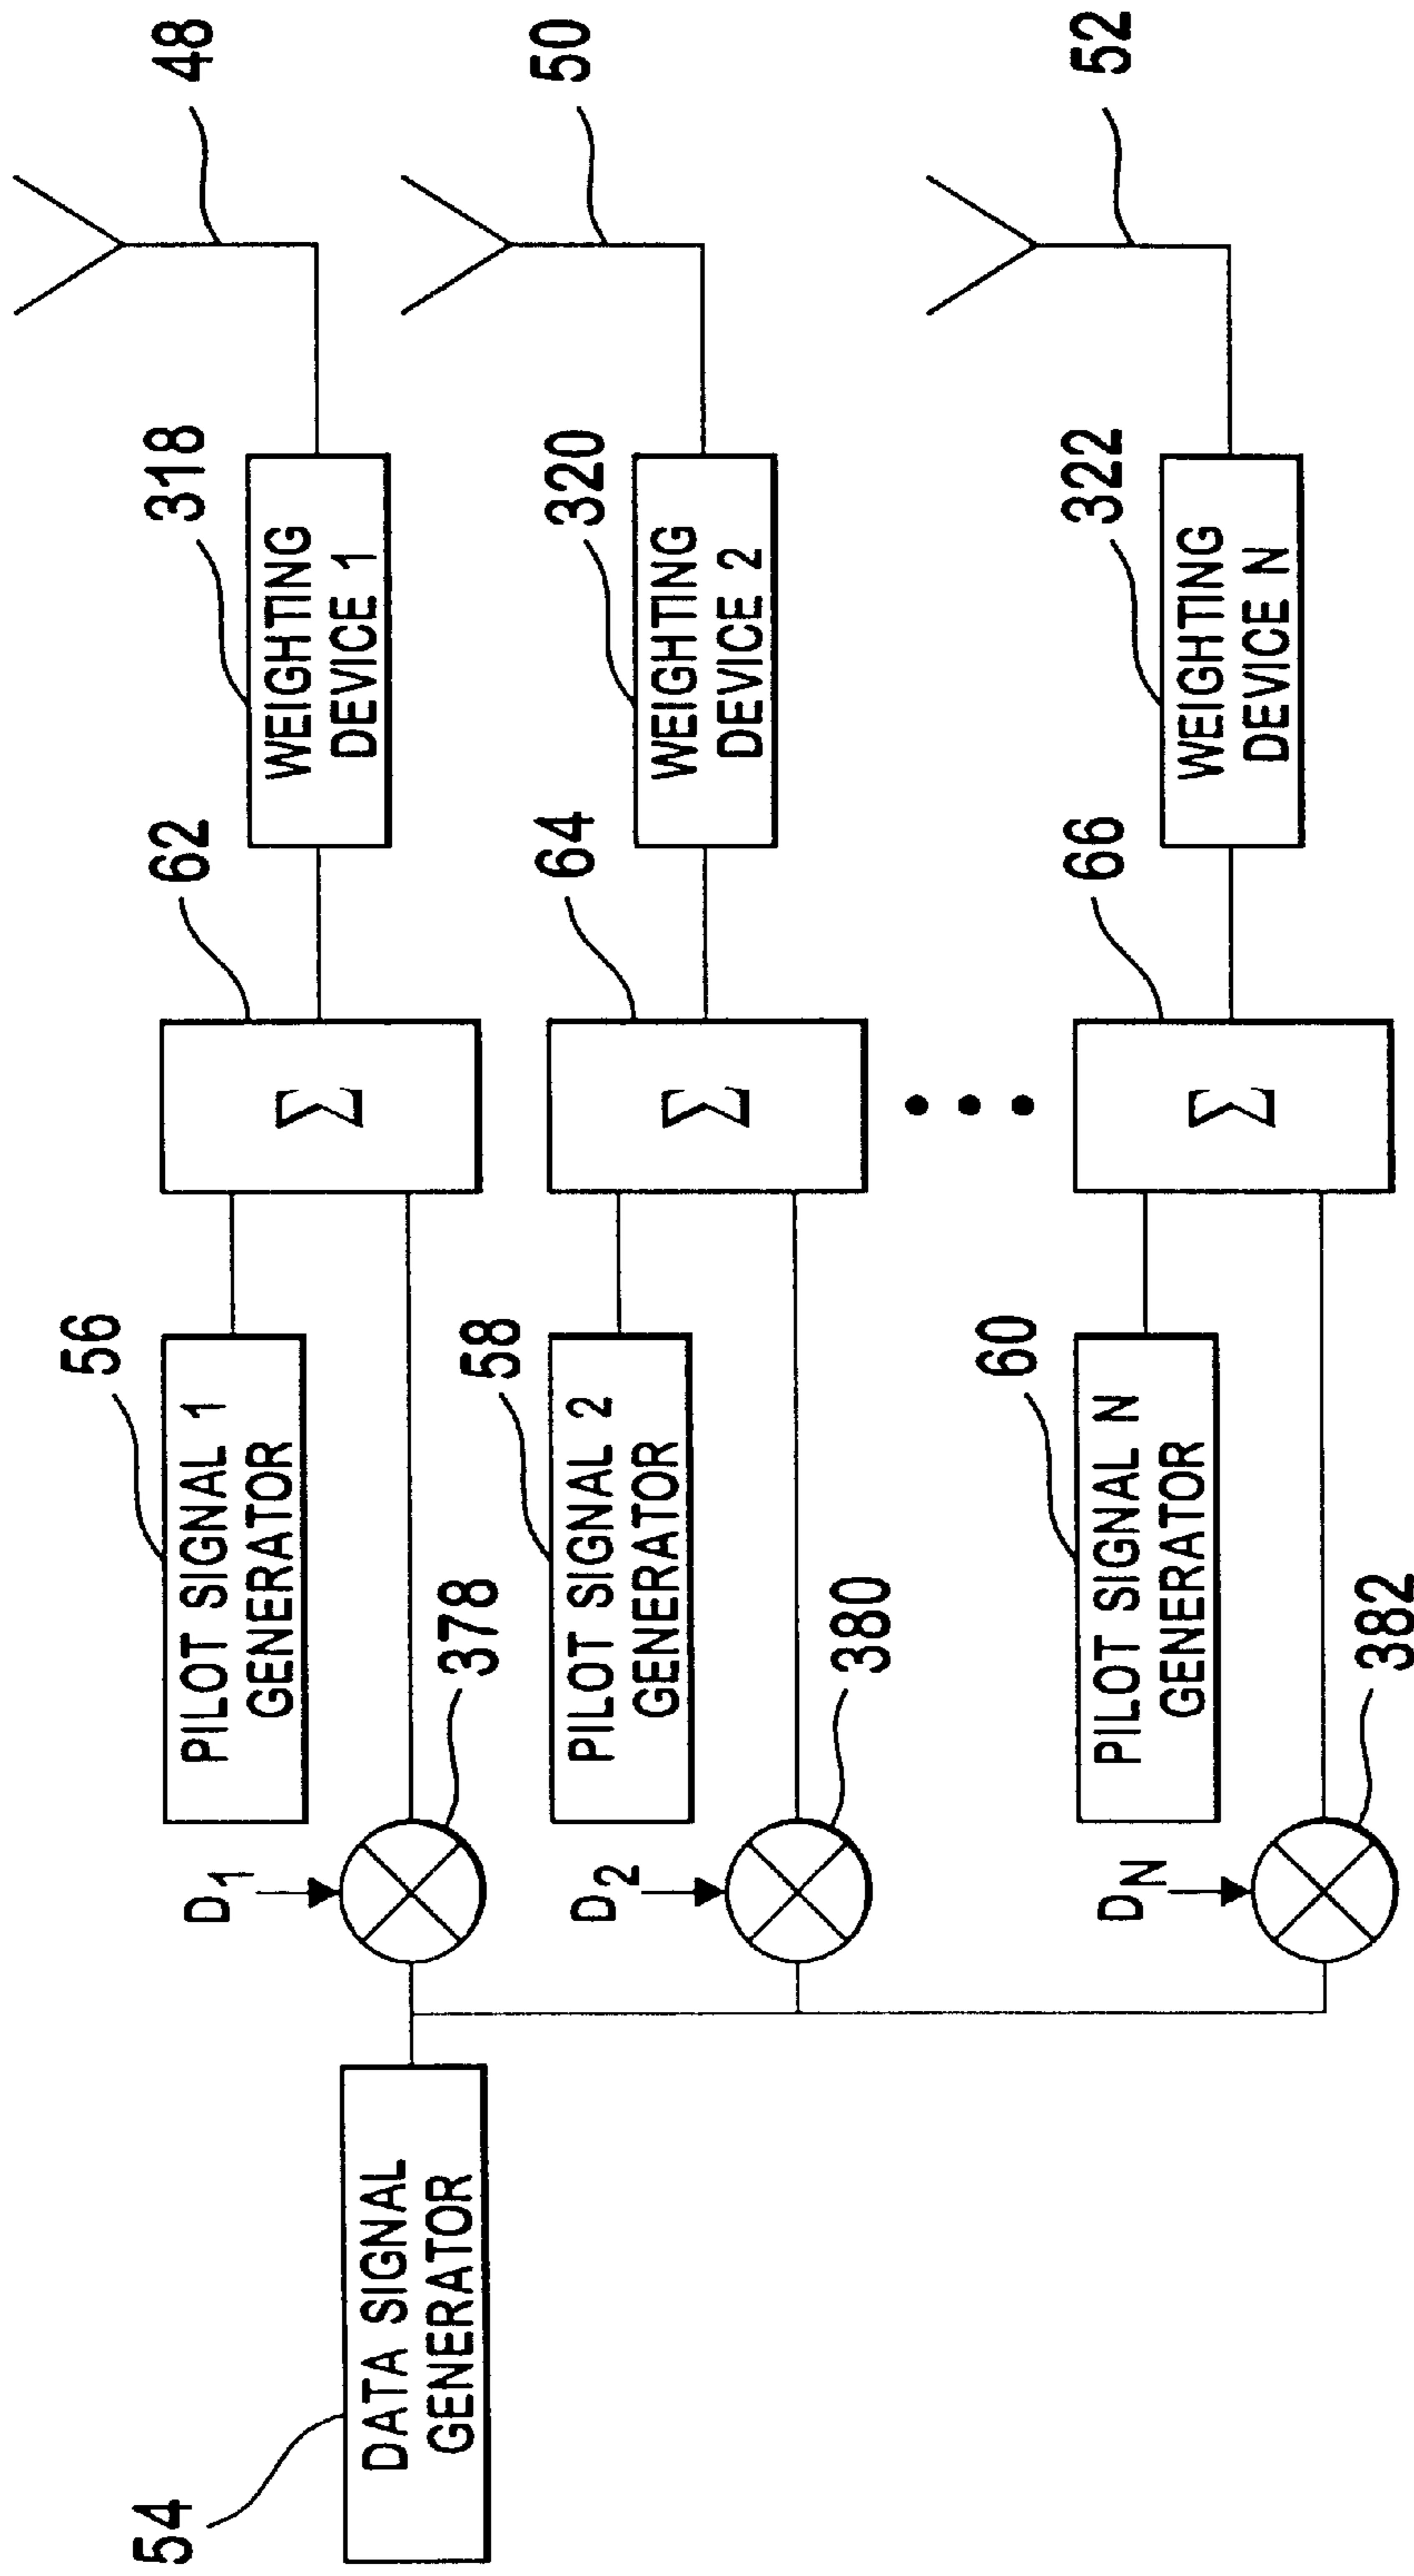 48
50
52
318
WEIGHTING
DEVICE 1
320
WEIGHTING
DEVICE 2
322
WEIGHTING
DEVICE N
62
Σ
64
Σ
66
Σ
56
PILOT SIGNAL 1
GENERATOR
58
PILOT SIGNAL 2
GENERATOR
60
PILOT SIGNAL N
GENERATOR
D1
378
D2
380
DN
382
54
DATA SIGNAL
GENERATOR